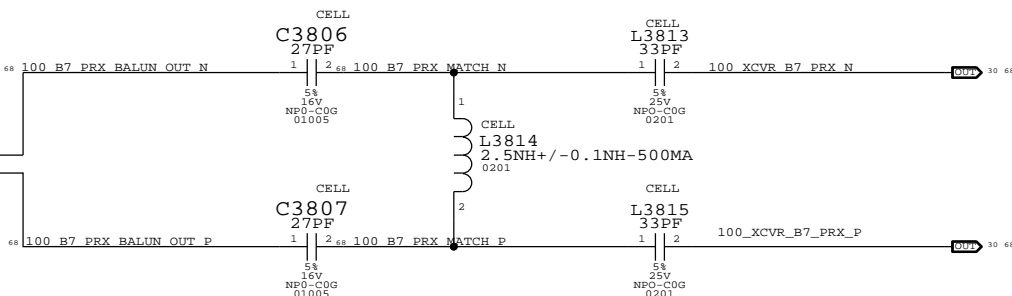 CELL
C3806
27PF
1 2
68 100 B7 PRX BALUN OUT N
68 100 B7 PRX MATCH N
5%
16V
NP0-C0G
01005
CELL
L3813
33PF
1 2
100 XCVR B7 PRX N
OUT 30 68
5%
25V
NPO-C0G
0201
1
CELL
L3814
2.5NH+/-0.1NH-500MA
0201
2
CELL
C3807
27PF
1 2
68 100 B7 PRX BALUN OUT P
68 100 B7 PRX MATCH P
5%
16V
NP0-C0G
01005
CELL
L3815
33PF
1 2
100_XCVR_B7_PRX_P
OUT 30 68
5%
25V
NPO-C0G
0201